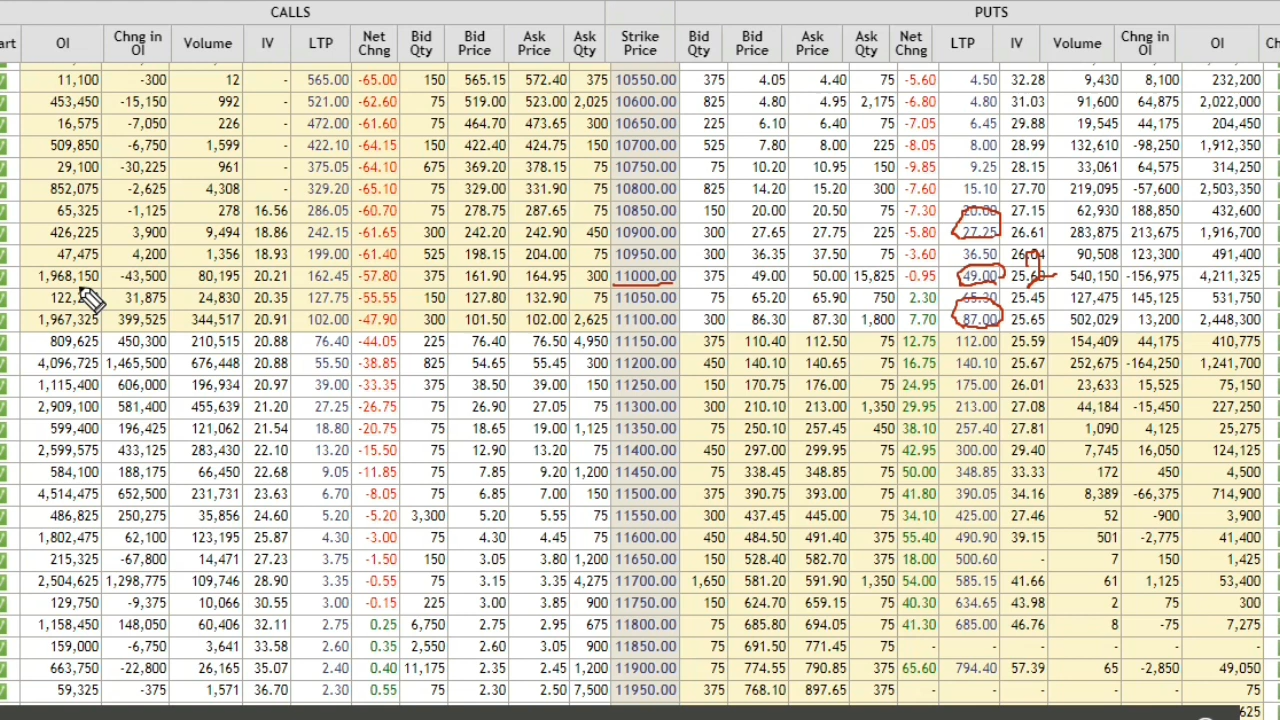 CALLS PUTS
art OI Chng in OI Volume IV LTP Net Chng Bid Qty Bid Price Ask Price Ask Qty Strike Price Bid Qty Bid Price Ask Price Ask Qty Net Chng LTP IV Volume Chng in OI OI Ch
11,100 -300 12 - 565.00 -65.00 150 565.15 572.40 375 10550.00 375 4.05 4.40 75 -5.60 4.50 32.28 9,430 8,100 232,200
453,450 -15,150 992 - 521.00 -62.60 75 519.00 523.00 2,025 10600.00 825 4.80 4.95 2,175 -6.80 4.80 31.03 91,600 64,875 2,022,000
16,575 -7,050 226 - 472.00 -61.60 75 464.70 473.65 300 10650.00 225 6.10 6.40 75 -7.05 6.45 29.88 19,545 44,175 204,450
509,850 -6,750 1,599 - 422.10 -64.15 150 422.40 424.75 150 10700.00 525 7.80 8.00 225 -8.05 8.00 28.99 132,610 -98,250 1,912,350
29,100 -30,225 961 - 375.05 -64.10 675 369.20 378.15 75 10750.00 75 10.20 10.95 150 -9.85 9.25 28.15 33,061 64,575 314,250
852,075 -2,625 4,308 - 329.20 -65.10 75 329.00 331.90 75 10800.00 825 14.20 15.20 300 -7.60 15.10 27.70 219,095 -57,600 2,503,350
65,325 -1,125 278 16.56 286.05 -60.70 75 278.75 287.65 75 10850.00 150 20.00 20.50 75 -7.30 20.00 27.15 62,930 188,850 432,600
426,225 3,900 9,494 18.86 242.15 -61.65 300 242.20 242.90 450 10900.00 300 27.65 27.75 225 -5.80 27.25 26.61 283,875 213,675 1,916,700
47,475 4,200 1,356 18.93 199.00 -61.40 525 198.15 204.00 75 10950.00 300 36.35 37.50 75 -3.60 36.50 90,508 123,300 491,400
1,968,150 -43,500 80,195 162.45 -57.80 375 161.90 164.95 300 11000.00 375 49.00 50.00 15,825 -0.95 49.00 540,150 -156,975 4,211,325
31,875 24,830 20.33 127.75 -55.55 150 127.80 132.90 75 11050.00 75 65.20 65.90 750 2.30 25.45 127,475 145,125 531,750
1,967,325 399,525 344,517 20.91 102.00 -47.90 300 101.50 102.00 2,625 11100.00 300 86.30 87.30 1,800 7.70 87.00 25.65 502,029 13,200 2,448,300
809,625 450,300 210,515 20.88 76.40 -44.05 225 76.40 76.50 4,950 11150.00 375 110.40 112.50 75 12.75 112.00 25.59 154,409 44,175 410,775
4,096,725 1,465,500 676,448 20.88 55.50 -38.85 825 54.65 55.45 300 11200.00 450 140.10 140.65 75 16.75 140.10 25.67 252,675 -164,250 1,241,700
1,115,400 606,000 196,934 20.97 39.00 -33.35 375 38.50 39.00 150 11250.00 150 170.75 176.00 75 24.95 175.00 26.01 23,633 15,525 75,150
2,909,100 581,400 455,639 21.20 27.25 -26.75 75 26.90 27.05 75 11300.00 300 210.10 213.00 1,350 29.95 213.00 27.08 44,184 -15,450 227,250
599,400 196,425 121,062 21.54 18.80 -20.75 75 18.65 19.00 1,125 11350.00 75 250.10 257.45 450 38.10 257.40 27.81 1,090 4,125 25,275
2,599,575 433,125 283,430 22.10 13.20 -15.50 75 12.90 13.20 75 11400.00 450 297.00 299.95 75 42.95 300.00 29.40 7,745 16,050 124,125
584,100 188,775 66,450 22.68 9.05 -11.85 75 7.85 9.20 1,200 11450.00 75 338.45 348.85 75 50.00 348.85 33.33 172 450 4,500
4,514,475 652,500 231,731 23.63 6.70 -8.05 75 6.85 7.00 150 11500.00 375 390.75 393.00 75 41.80 390.05 34.16 8,389 -66,375 714,900
486,825 250,275 35,856 24.60 5.20 -5.20 3,300 5.20 5.55 75 11550.00 300 437.45 445.00 75 34.10 425.00 27.46 52 -900 3,900
1,802,475 62,100 123,195 25.87 4.30 -3.00 75 4.30 4.45 75 11600.00 450 484.50 491.40 375 55.40 490.90 39.15 501 -2,775 41,400
215,325 -67,800 14,471 27.23 3.75 -1.50 150 3.05 3.80 1,200 11650.00 150 528.40 582.70 375 18.00 500.60 - 7 150 1,425
2,504,625 1,298,775 109,746 28.90 3.35 -0.55 75 3.15 3.35 4,275 11700.00 1,650 581.20 591.90 1,350 54.00 585.15 41.66 61 1,125 53,400
129,750 -9,375 10,066 30.55 3.00 -0.15 225 3.00 3.85 900 11750.00 150 624.70 659.15 150 40.30 634.65 43.98 2 75 300
1,158,450 148,050 60,406 32.11 2.75 0.25 6,750 2.75 2.95 675 11800.00 75 685.80 694.05 75 41.30 685.00 46.76 8 -75 7,275
159,000 -6,750 3,641 33.58 2.60 0.35 2,550 2.60 3.05 900 11850.00 75 691.50 771.45 75 - - - - - -
663,750 -22,800 26,165 35.07 2.40 0.40 11,175 2.35 2.45 1,200 11900.00 75 774.55 790.85 375 65.60 794.40 57.39 65 -2,850 49,050
59,325 -375 1,571 36.70 2.30 0.55 75 2.30 2.50 7,500 11950.00 375 768.10 897.65 375 - - - - - 75
625